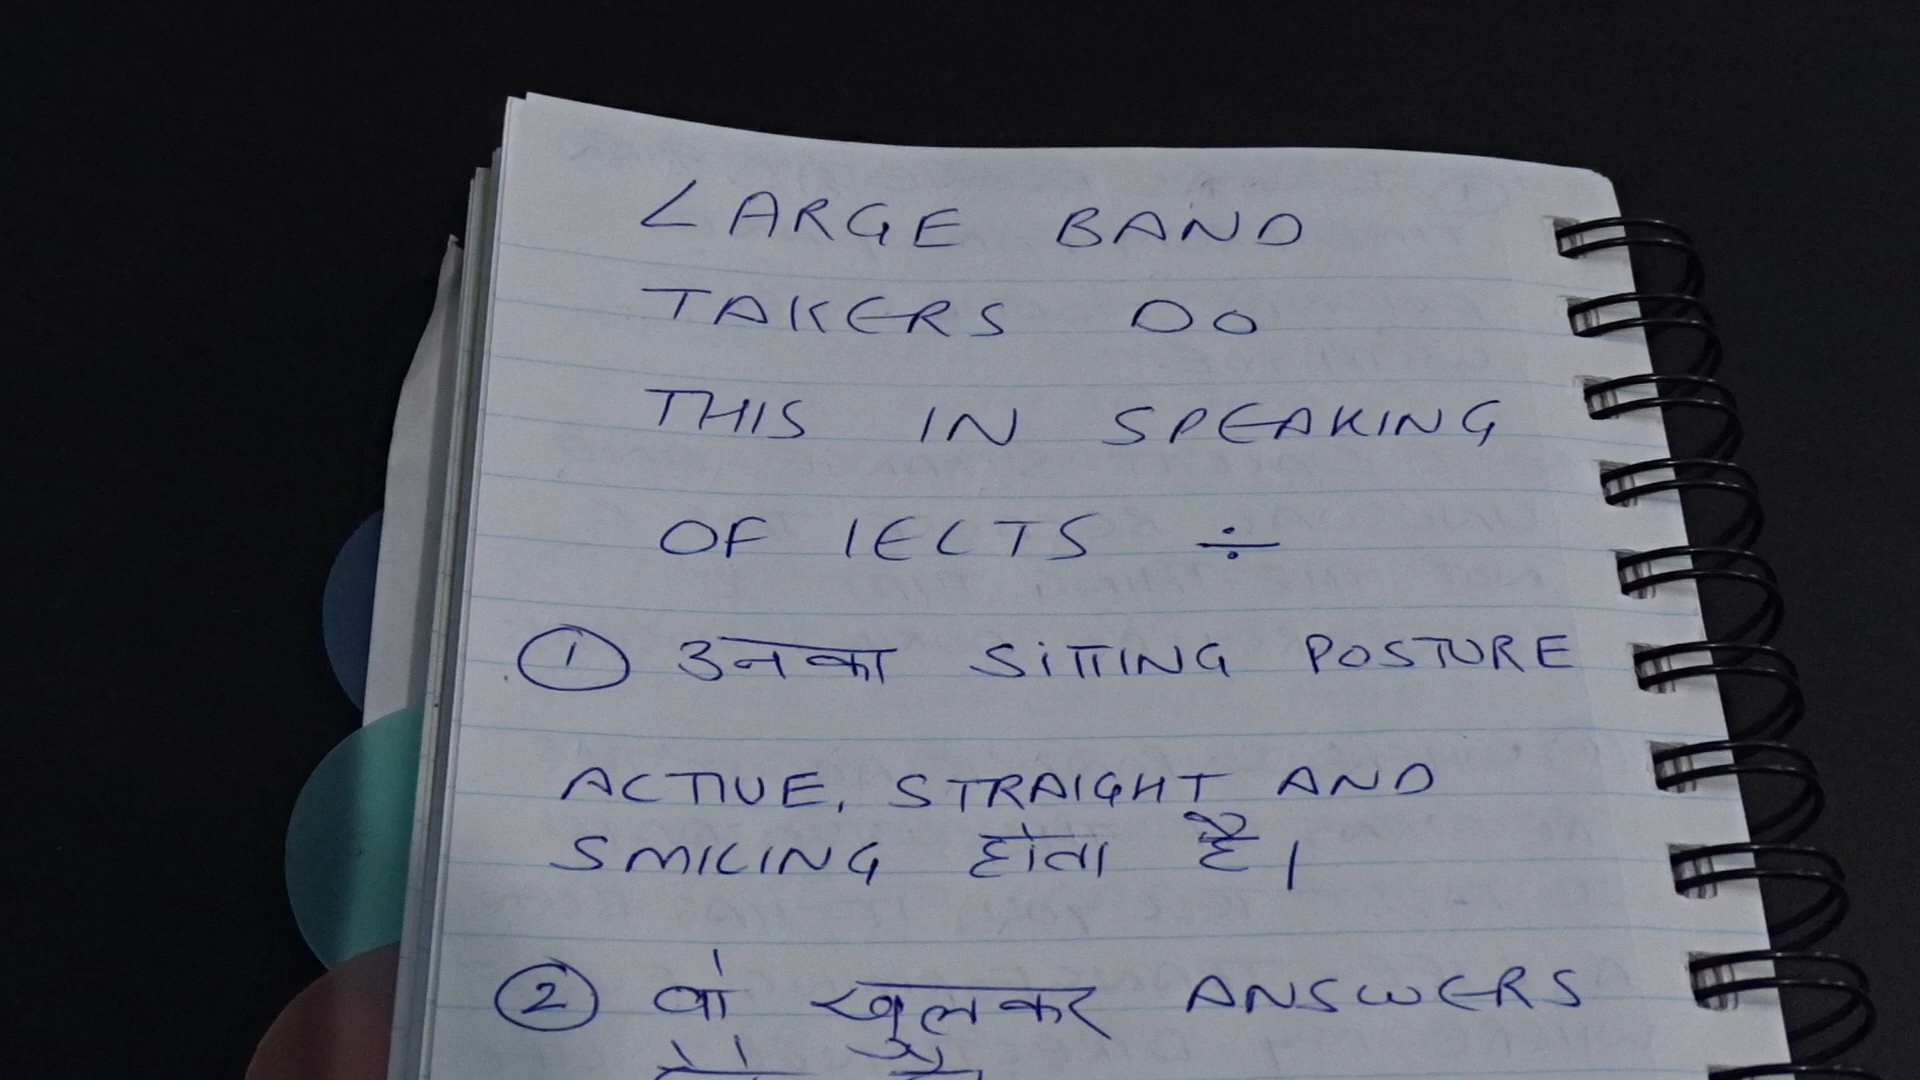 LARGE BAND
TAKERS DO
THIS IN SPEAKING
OF IELTS ÷
① उनका SiTTING POSTURE
ACTIVE, STRAIGHT AND
SMILING होता है।
② वो खुलकर ANSWERS